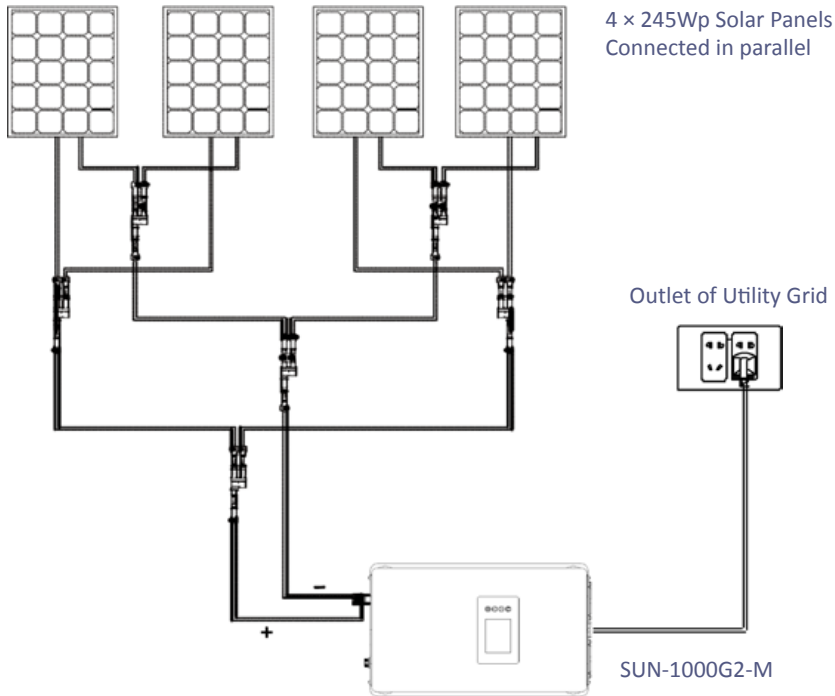 4 × 245Wp Solar Panels
Connected in parallel
Outlet of Utility Grid
−
+
SUN-1000G2-M